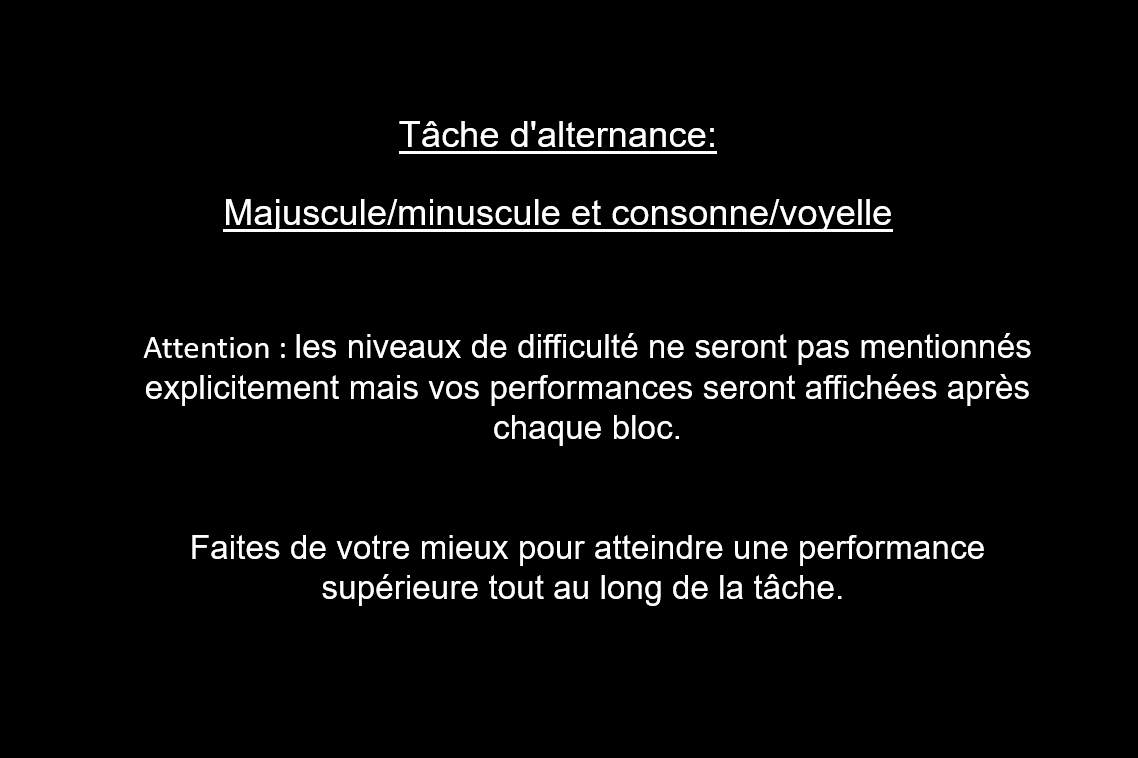 Tâche d'alternance:
Majuscule/minuscule et consonne/voyelle
Attention : les niveaux de difficulté ne seront pas mentionnés
explicitement mais vos performances seront affichées après
chaque bloc.
Faites de votre mieux pour atteindre une performance
supérieure tout au long de la tâche.